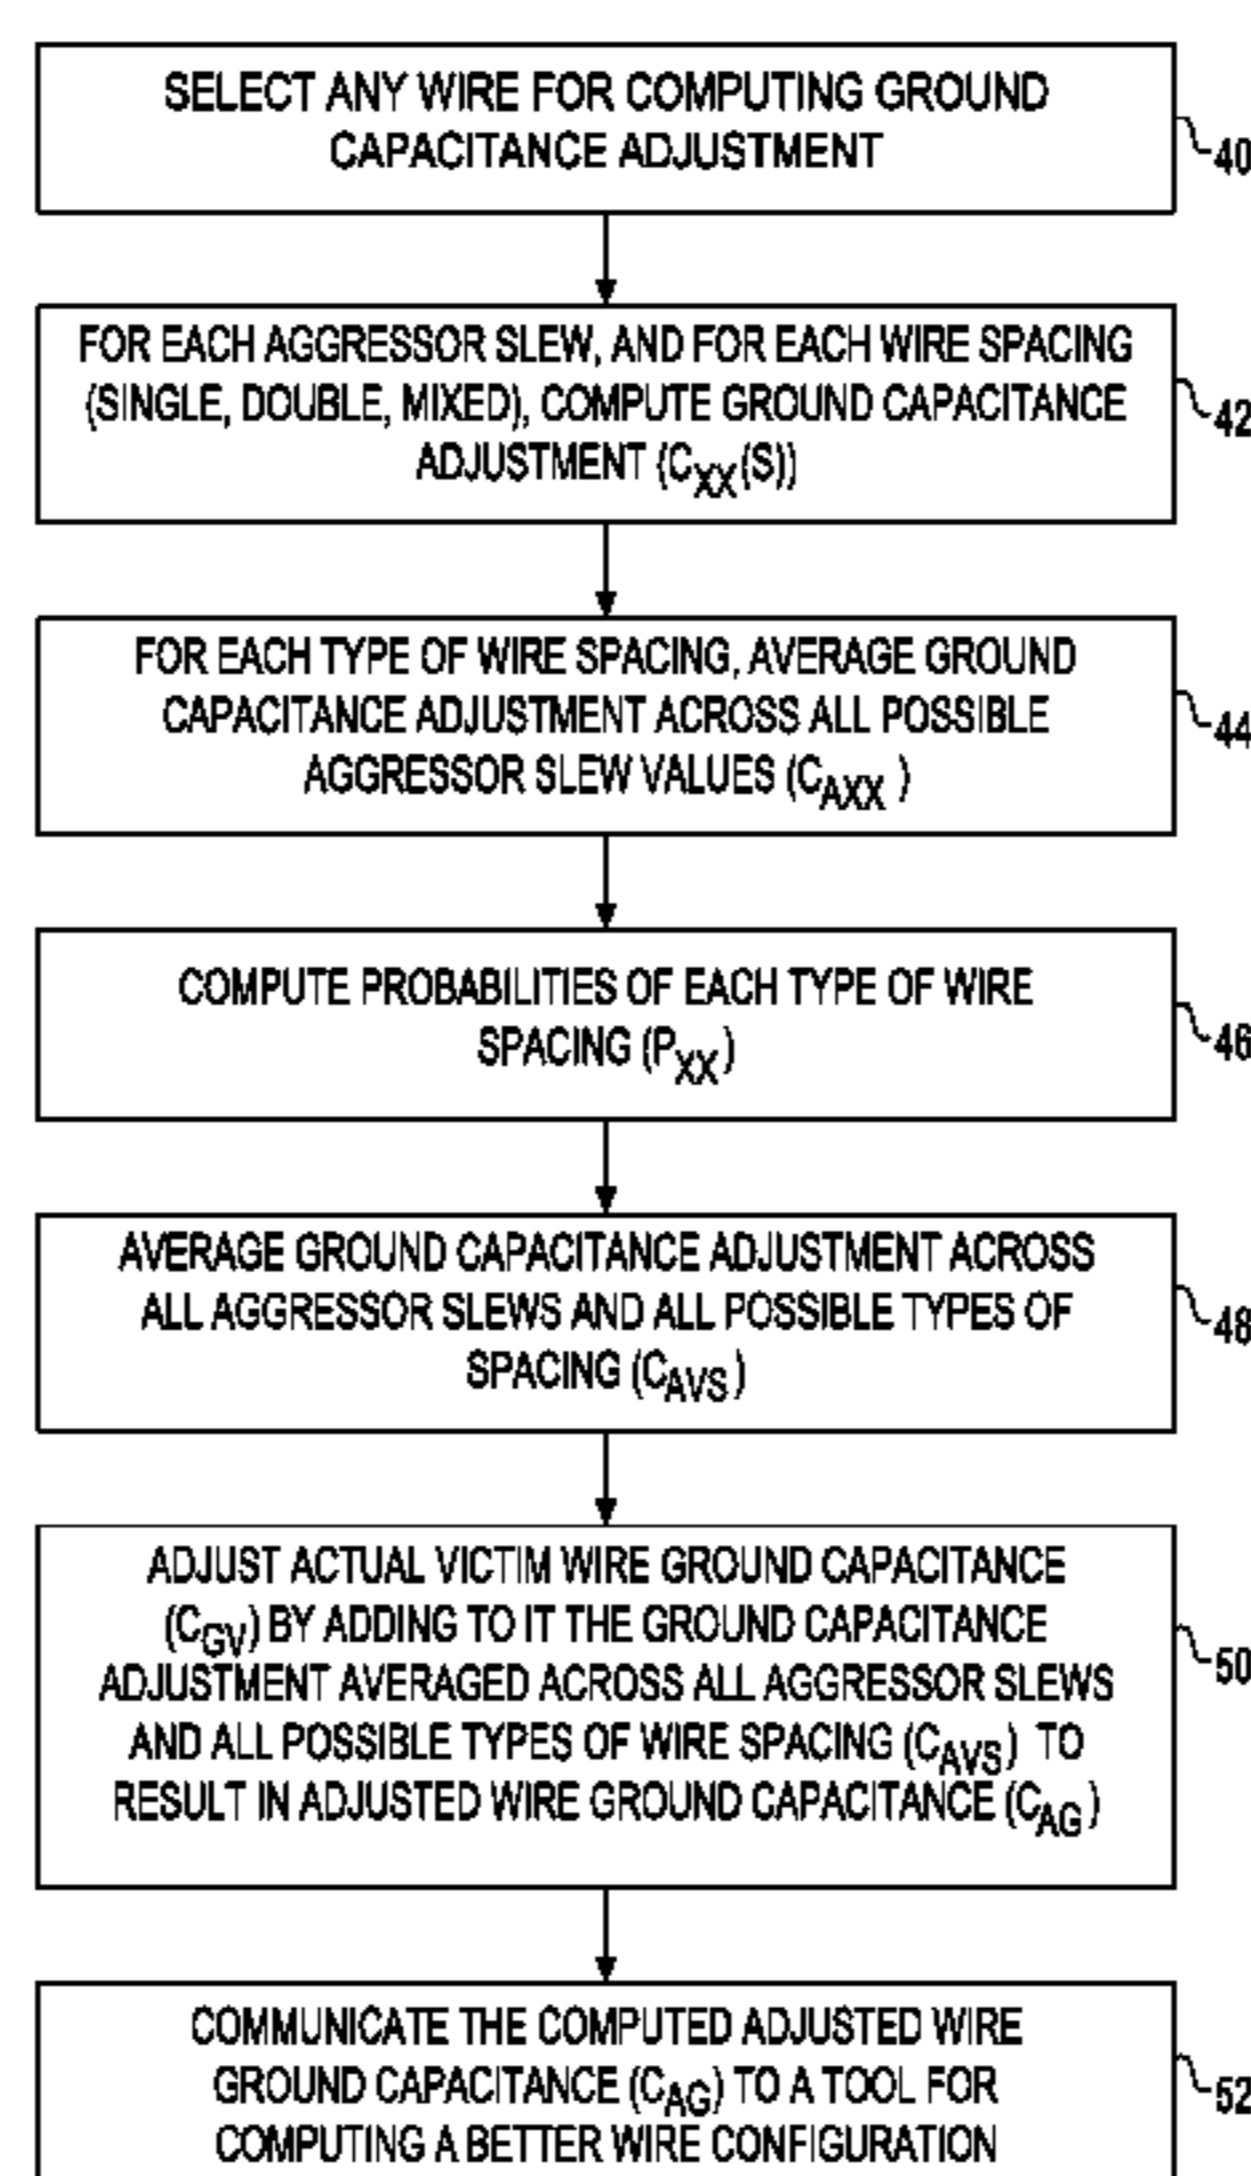 SELECT ANY WIRE FOR COMPUTING GROUND
CAPACITANCE ADJUSTMENT
40
FOR EACH AGGRESSOR SLEW, AND FOR EACH WIRE SPACING
(SINGLE, DOUBLE, MIXED), COMPUTE GROUND CAPACITANCE
ADJUSTMENT (CXX(S))
42
FOR EACH TYPE OF WIRE SPACING, AVERAGE GROUND
CAPACITANCE ADJUSTMENT ACROSS ALL POSSIBLE
AGGRESSOR SLEW VALUES (CAXX )
44
COMPUTE PROBABILITIES OF EACH TYPE OF WIRE
SPACING (PXX)
46
AVERAGE GROUND CAPACITANCE ADJUSTMENT ACROSS
ALL AGGRESSOR SLEWS AND ALL POSSIBLE TYPES OF
SPACING (CAVS)
48
ADJUST ACTUAL VICTIM WIRE GROUND CAPACITANCE
(CGV) BY ADDING TO IT THE GROUND CAPACITANCE
ADJUSTMENT AVERAGED ACROSS ALL AGGRESSOR SLEWS
AND ALL POSSIBLE TYPES OF WIRE SPACING (CAVS) TO
RESULT IN ADJUSTED WIRE GROUND CAPACITANCE (CAG)
50
COMMUNICATE THE COMPUTED ADJUSTED WIRE
GROUND CAPACITANCE (CAG) TO A TOOL FOR
COMPUTING A BETTER WIRE CONFIGURATION
52